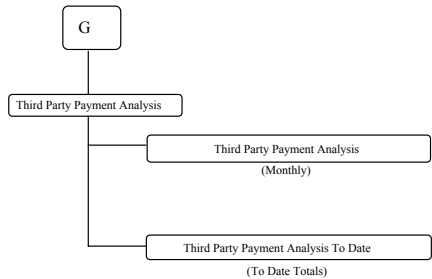 G
Third Party Payment Analysis
Third Party Payment Analysis
(Monthly)
Third Party Payment Analysis To Date
(To Date Totals)